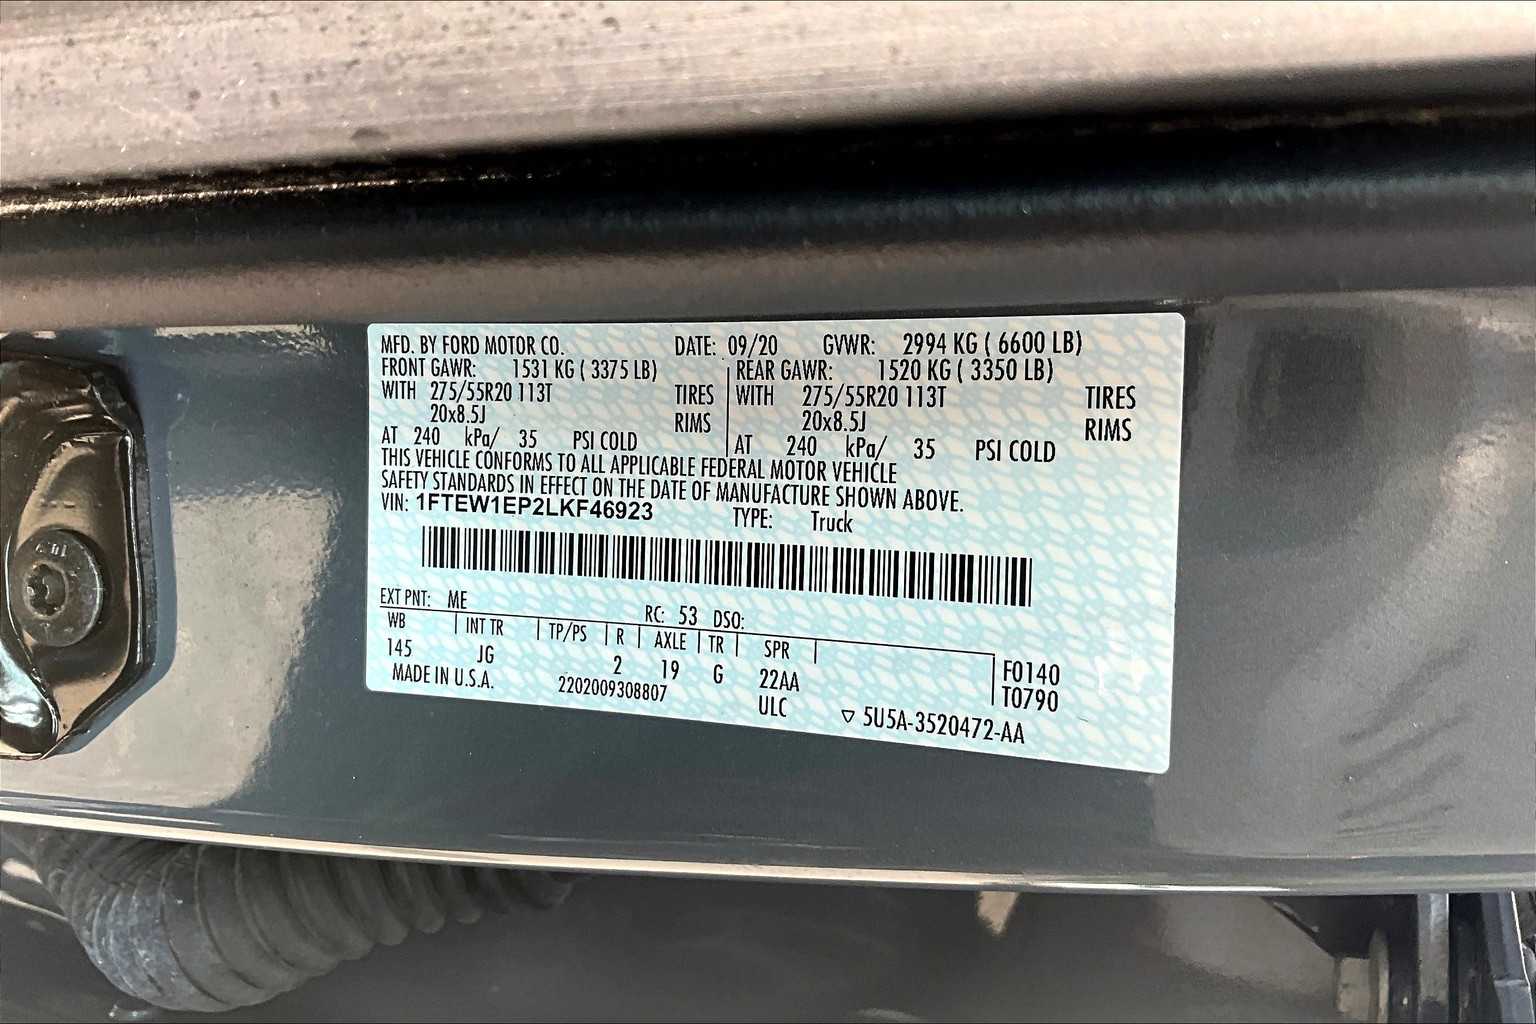 MFD. BY FORD MOTOR CO. DATE: 09/20 GVWR: 2994 KG ( 6600 LB)
FRONT GAWR: 1531 KG ( 3375 LB) REAR GAWR: 1520 KG ( 3350 LB)
WITH 275/55R20 113T TIRES WITH 275/55R20 113T TIRES
20x8.5J RIMS 20x8.5J RIMS
AT 240 kPa/ 35 PSI COLD AT 240 kPa/ 35 PSI COLD
THIS VEHICLE CONFORMS TO ALL APPLICABLE FEDERAL MOTOR VEHICLE
SAFETY STANDARDS IN EFFECT ON THE DATE OF MANUFACTURE SHOWN ABOVE.
VIN: 1FTEW1EP2LKF46923 TYPE: Truck
EXT PNT: ME RC: 53 DSO:
WB INT TR TP/PS R AXLE TR SPR
145 JG 2 19 G 22AA F0140
MADE IN U.S.A. 2202009308807 ULC T0790
▽ 5U5A-3520472-AA